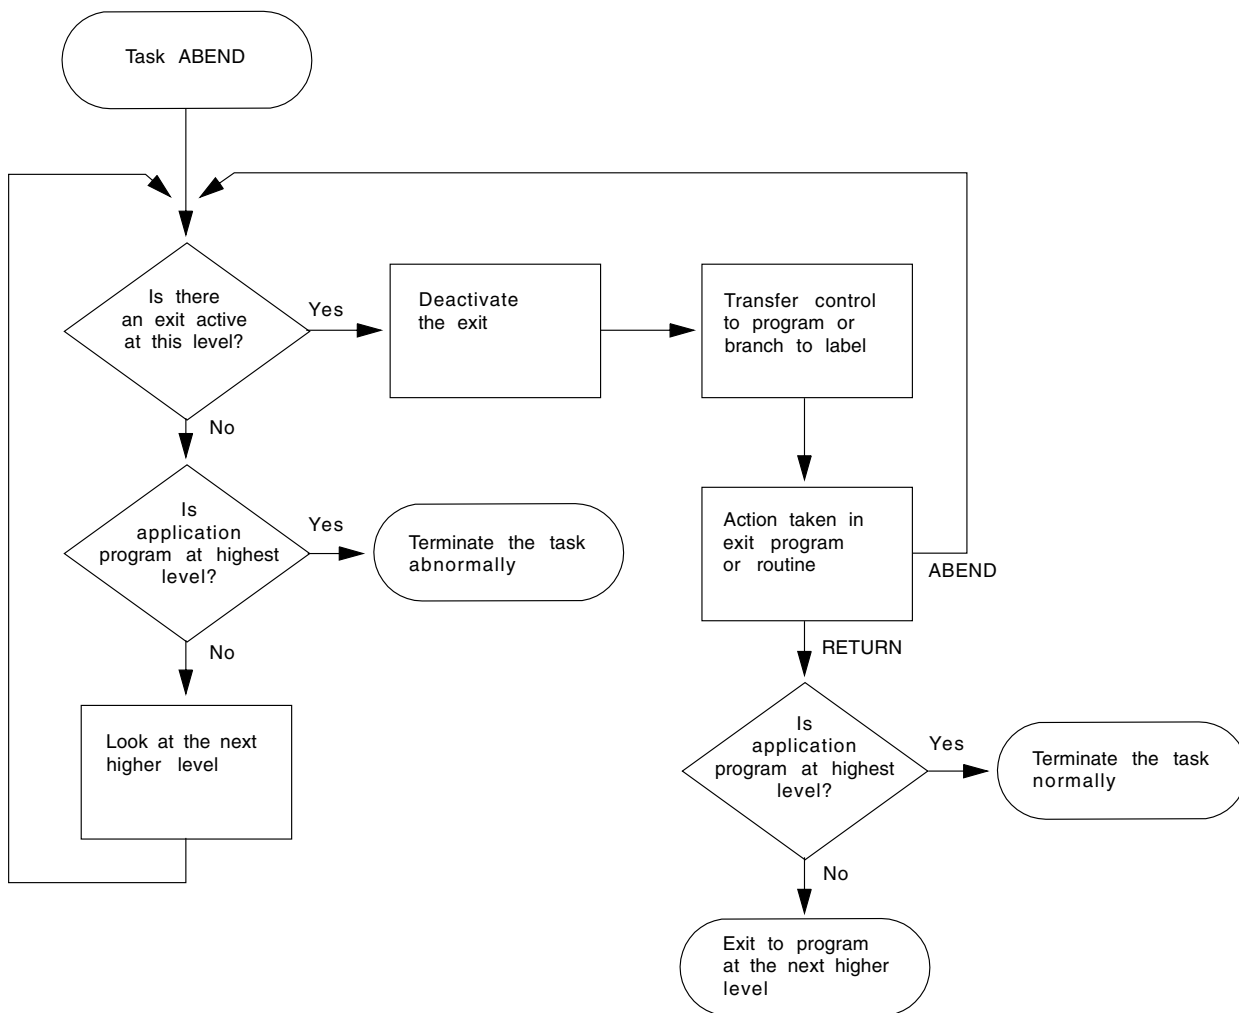 Task ABEND
Is there
an exit active
at this level?
Yes
Deactivate
the exit
Transfer control
to program or
branch to label
No
Is
application
program at highest
level?
Yes
Terminate the task
abnormally
Action taken in
exit program
or routine
ABEND
No
RETURN
Look at the next
higher level
Is
application
program at highest
level?
Yes
Terminate the task
normally
No
Exit to program
at the next higher
level